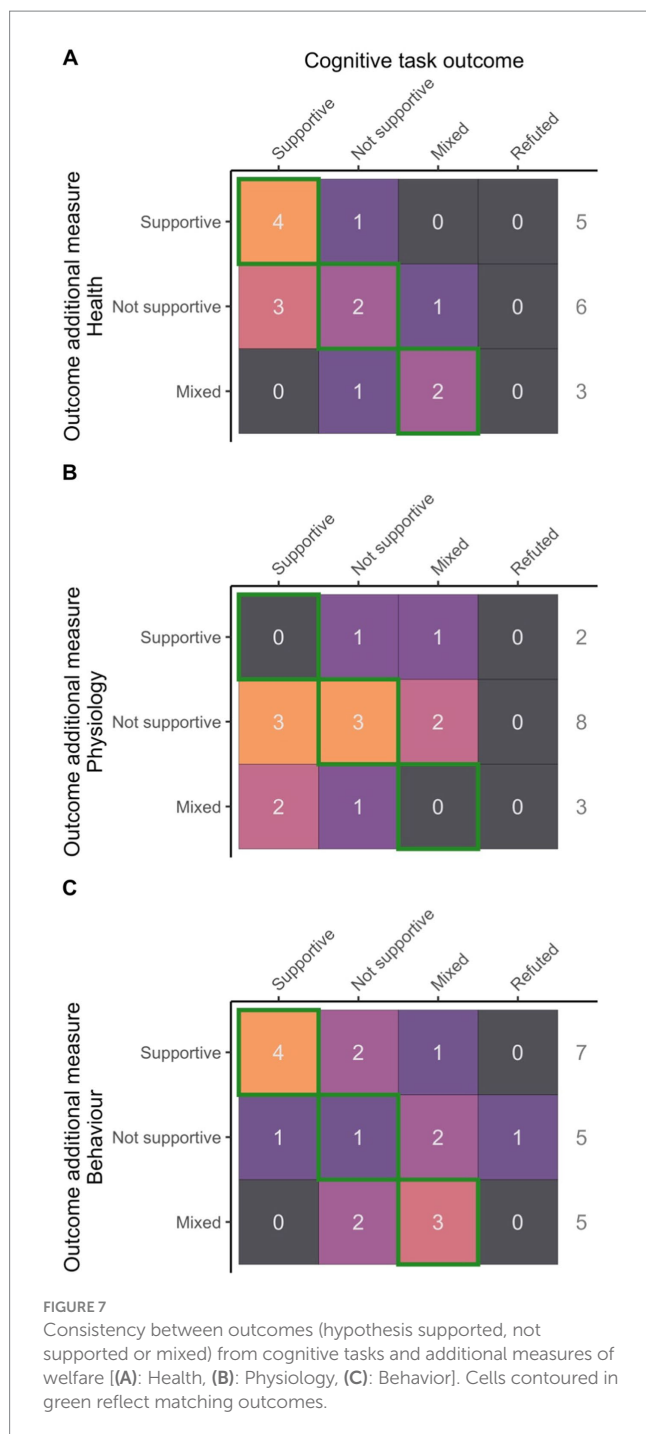 A
Cognitive task outcome
Supportive
Not supportive
Mixed
Refuted
Outcome additional measure
Health
Supportive 4 1 0 0 5
Not supportive 3 2 1 0 6
Mixed 0 1 2 0 3
B
Supportive
Not supportive
Mixed
Refuted
Outcome additional measure
Physiology
Supportive 0 1 1 0 2
Not supportive 3 3 2 0 8
Mixed 2 1 0 0 3
C
Supportive
Not supportive
Mixed
Refuted
Outcome additional measure
Behaviour
Supportive 4 2 1 0 7
Not supportive 1 1 2 1 5
Mixed 0 2 3 0 5
FIGURE 7
Consistency between outcomes (hypothesis supported, not
supported or mixed) from cognitive tasks and additional measures of
welfare [(A): Health, (B): Physiology, (C): Behavior]. Cells contoured in
green reflect matching outcomes.